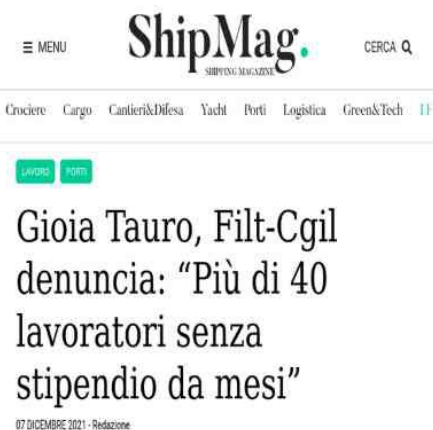 ShipMag.
☰ MENU
CERCA
SHIPPING MAGAZINE
Crociere Cargo Cantieri&Difesa Yacht Porti Logistica Green&Tech
LAVORO PORTI
Gioia Tauro, Filt-Cgil
denuncia: “Più di 40
lavoratori senza
stipendio da mesi”
07 DICEMBRE 2021 - Redazione